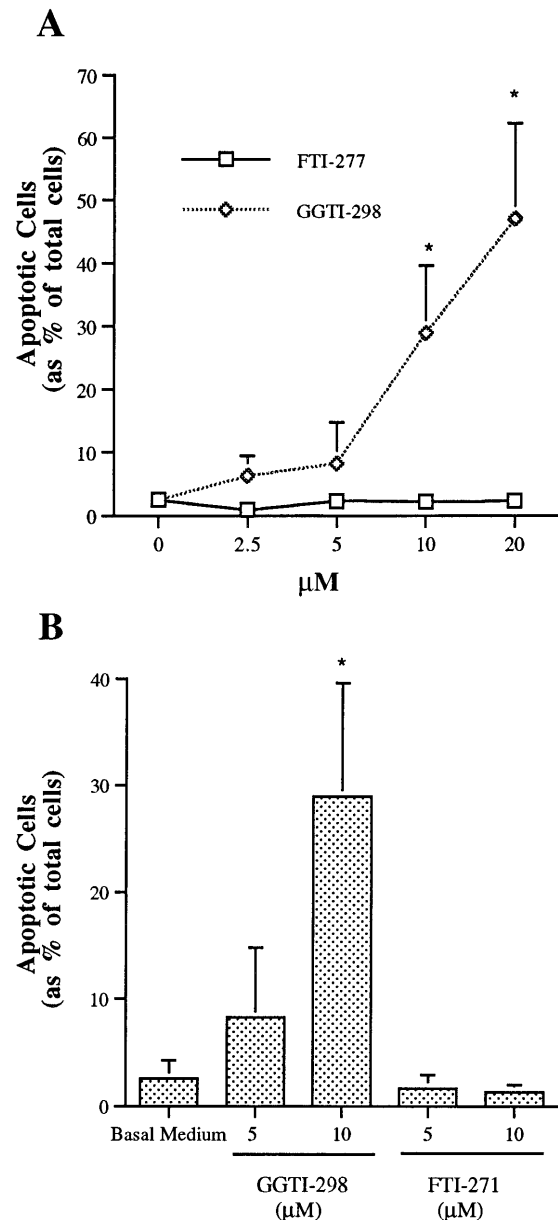 A
70
60
50
40
30
20
10
0
Apoptotic Cells
(as % of total cells)
FTI-277
GGTI-298
*
*
0 2.5 5 10 20
µM
B
40
30
20
10
0
Apoptotic Cells
(as % of total cells)
*
Basal Medium 5 10 5 10
GGTI-298 FTI-271
(µM) (µM)